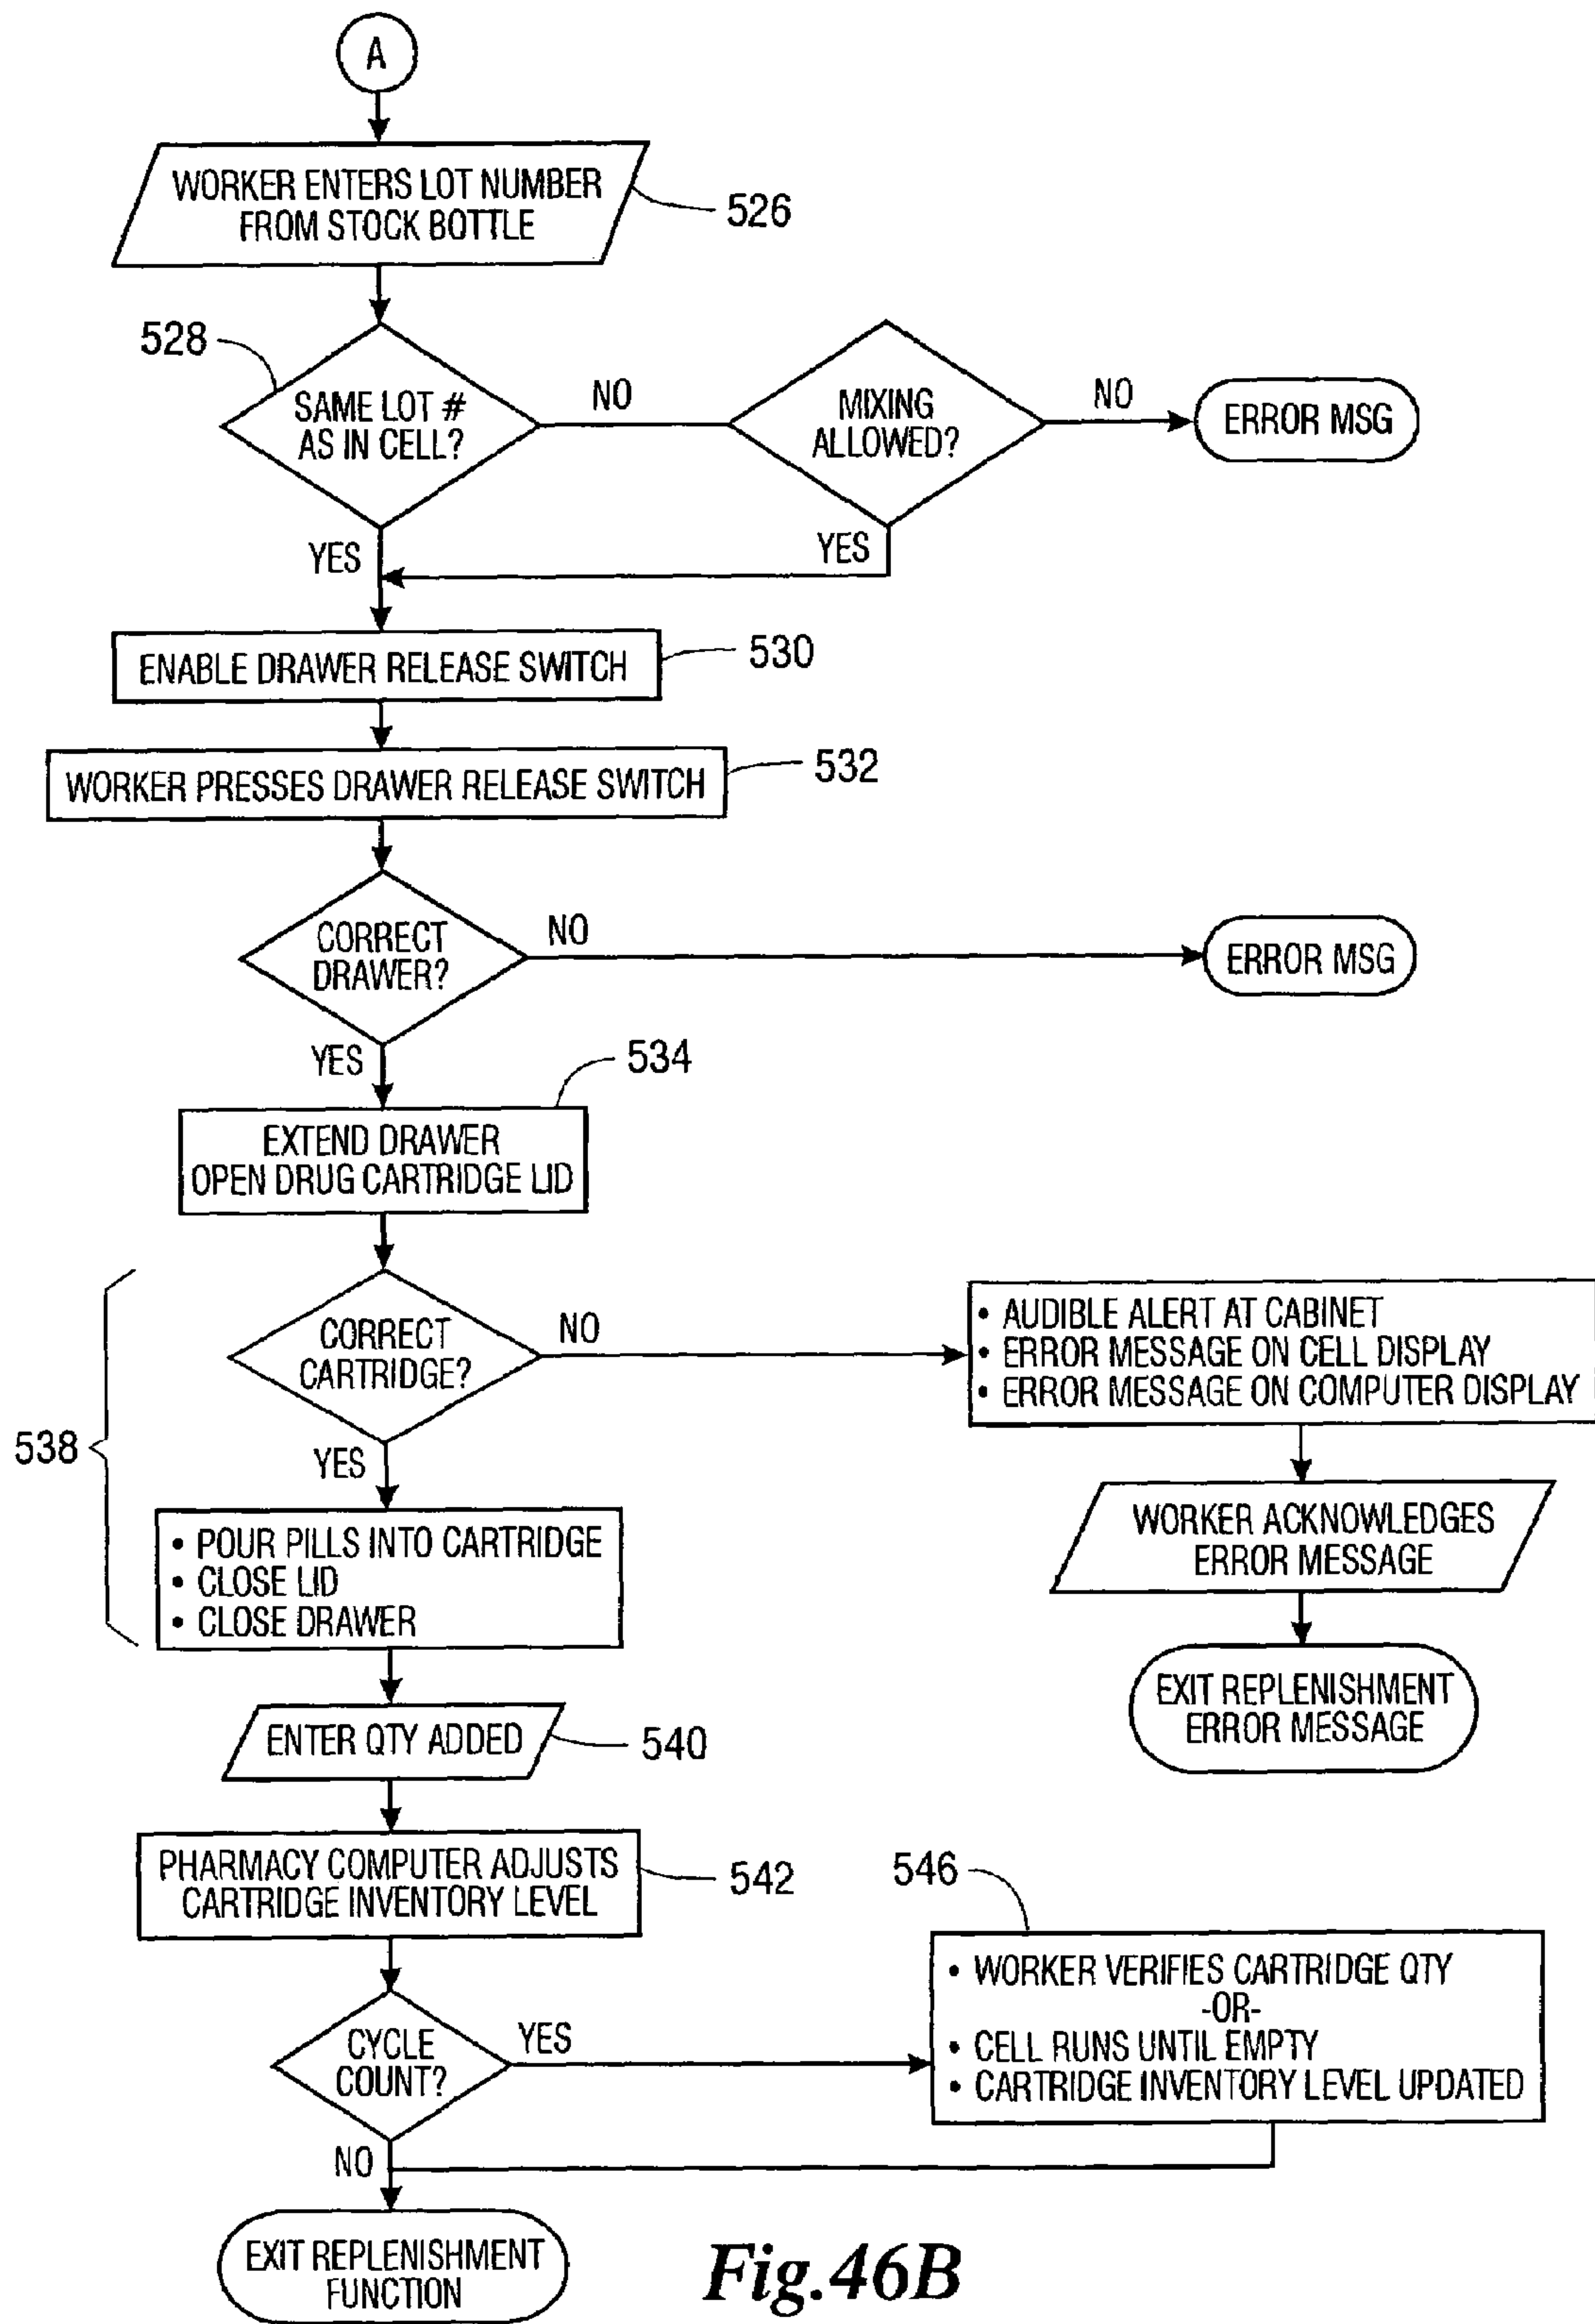 A
WORKER ENTERS LOT NUMBER
FROM STOCK BOTTLE
526
528
SAME LOT #
AS IN CELL?
NO
MIXING
ALLOWED?
NO
ERROR MSG
YES
YES
ENABLE DRAWER RELEASE SWITCH
530
WORKER PRESSES DRAWER RELEASE SWITCH
532
CORRECT
DRAWER?
NO
ERROR MSG
YES
534
EXTEND DRAWER
OPEN DRUG CARTRIDGE LID
538
CORRECT
CARTRIDGE?
NO
• AUDIBLE ALERT AT CABINET
• ERROR MESSAGE ON CELL DISPLAY
• ERROR MESSAGE ON COMPUTER DISPLAY
YES
WORKER ACKNOWLEDGES
ERROR MESSAGE
• POUR PILLS INTO CARTRIDGE
• CLOSE LID
• CLOSE DRAWER
EXIT REPLENISHMENT
ERROR MESSAGE
ENTER QTY ADDED
540
PHARMACY COMPUTER ADJUSTS
CARTRIDGE INVENTORY LEVEL
542
546
• WORKER VERIFIES CARTRIDGE QTY
-OR-
• CELL RUNS UNTIL EMPTY
• CARTRIDGE INVENTORY LEVEL UPDATED
CYCLE
COUNT?
YES
NO
EXIT REPLENISHMENT
FUNCTION
Fig.46B